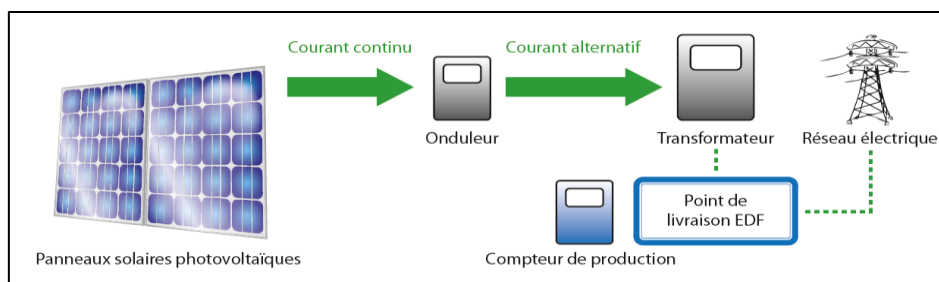 Courant continu
Courant alternatif
Onduleur
Transformateur
Réseau électrique
Point de
livraison EDF
Panneaux solaires photovoltaïques
Compteur de production